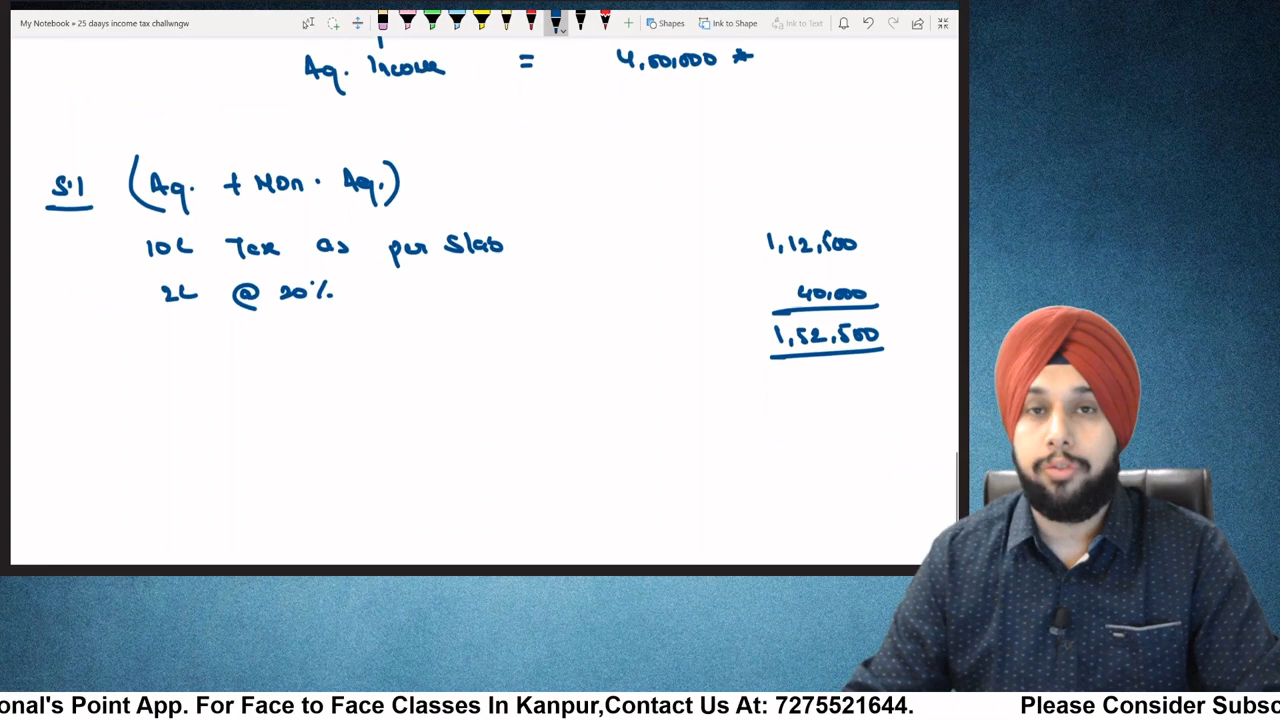 My Notebook » 25 daays income tax challwngw
Shapes Ink to Shape Ink to Text
Ag. Income = 4,00,000 *
S.1 (Ag. + Non. Ag.)
10L Tax as per Slab 1,12,500
2L @ 20% 40,000
1,52,500
onal's Point App. For Face to Face Classes In Kanpur,Contact Us At: 7275521644. Please Consider Subsc